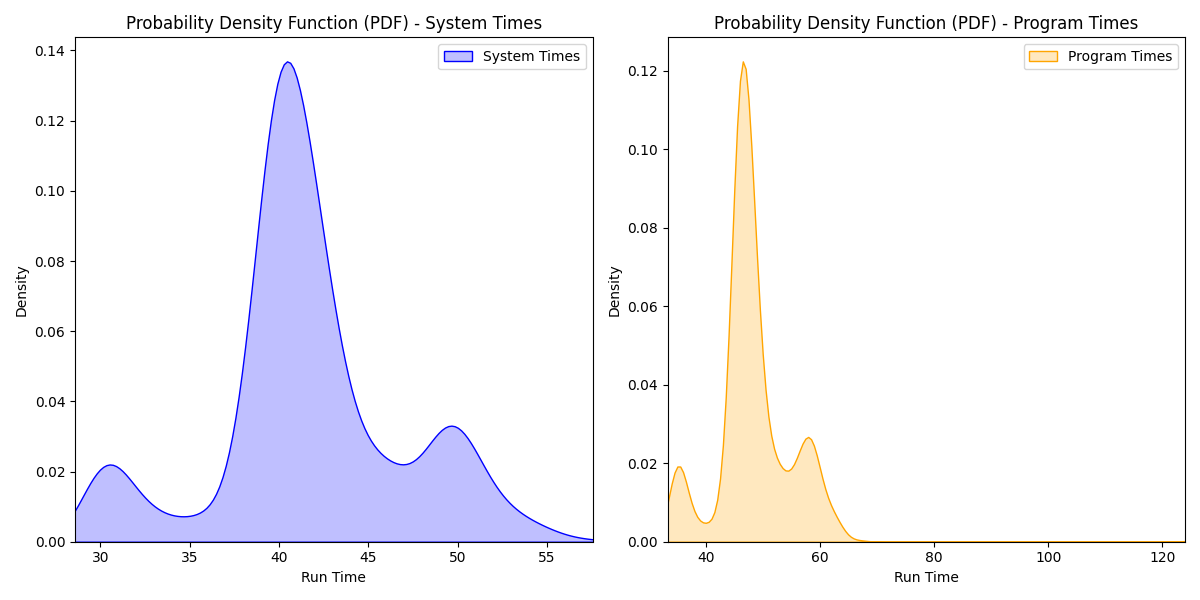 Probability Density Function (PDF) - System Times
System Times
0.14
0.12
0.10
0.08
0.06
0.04
0.02
0.00
Density
30 35 40 45 50 55
Run Time
Probability Density Function (PDF) - Program Times
Program Times
0.12
0.10
0.08
0.06
0.04
0.02
0.00
Density
40 60 80 100 120
Run Time